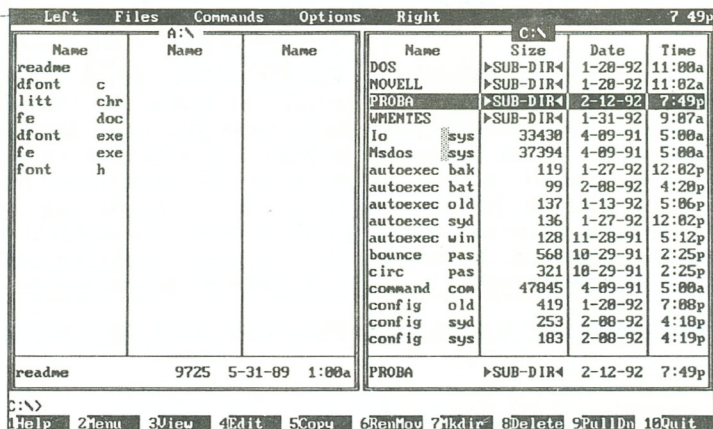 Left Files Commands Options Right 7 49p
A:\ C:\
Name Name Name Name Size Date Time
readme DOS ►SUB-DIR◄ 1-28-92 11:00a
dfont c NOVELL ►SUB-DIR◄ 1-28-92 11:02a
litt chr PROBA ►SUB-DIR◄ 2-12-92 7:49p
fe doc WMENTES ►SUB-DIR◄ 1-31-92 9:07a
dfont exe Io sys 33430 4-09-91 5:00a
fe exe Msdos sys 37394 4-09-91 5:00a
font h autoexec bak 119 1-27-92 12:02p
autoexec bat 99 2-08-92 4:20p
autoexec old 137 1-13-92 5:06p
autoexec syd 136 1-27-92 12:02p
autoexec win 128 11-28-91 5:12p
bounce pas 568 10-29-91 2:25p
circ pas 321 10-29-91 2:25p
command com 47845 4-09-91 5:00a
config old 419 1-28-92 7:08p
config syd 253 2-08-92 4:18p
config sys 183 2-08-92 4:19p
readme 9725 5-31-89 1:00a PROBA ►SUB-DIR◄ 2-12-92 7:49p
C:\>
1Help 2Menu 3View 4Edit 5Copy 6RenMov 7Mkdir 8Delete 9PullDn 10Quit